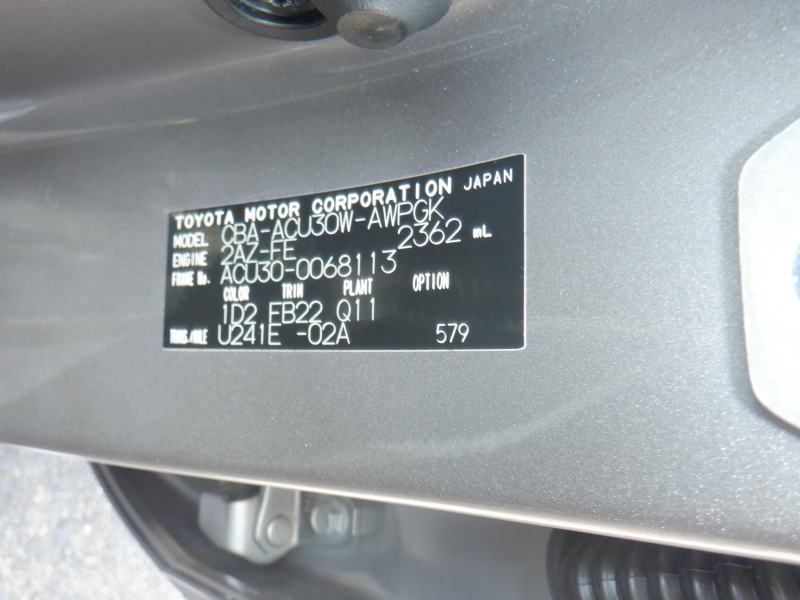 TOYOTA MOTOR CORPORATION JAPAN
MODEL CBA-ACU30W-AWPGK
ENGINE 2AZ-FE 2362 mL
FRAME No. ACU30-0068113
COLOR TRIM PLANT OPTION
1D2 FB22 Q11
TRANS./AXLE U241E -02A 579